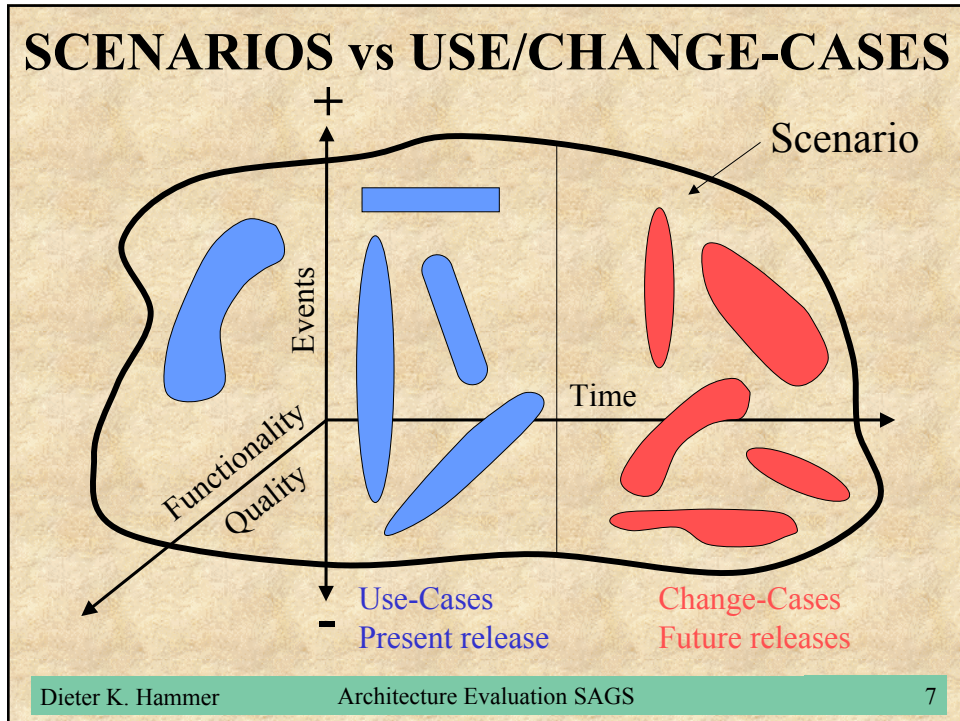 SCENARIOS vs USE/CHANGE-CASES
+
Scenario
Events
Time
Functionality
Quality
-
Use-Cases
Present release
Change-Cases
Future releases
Dieter K. Hammer Architecture Evaluation SAGS 7